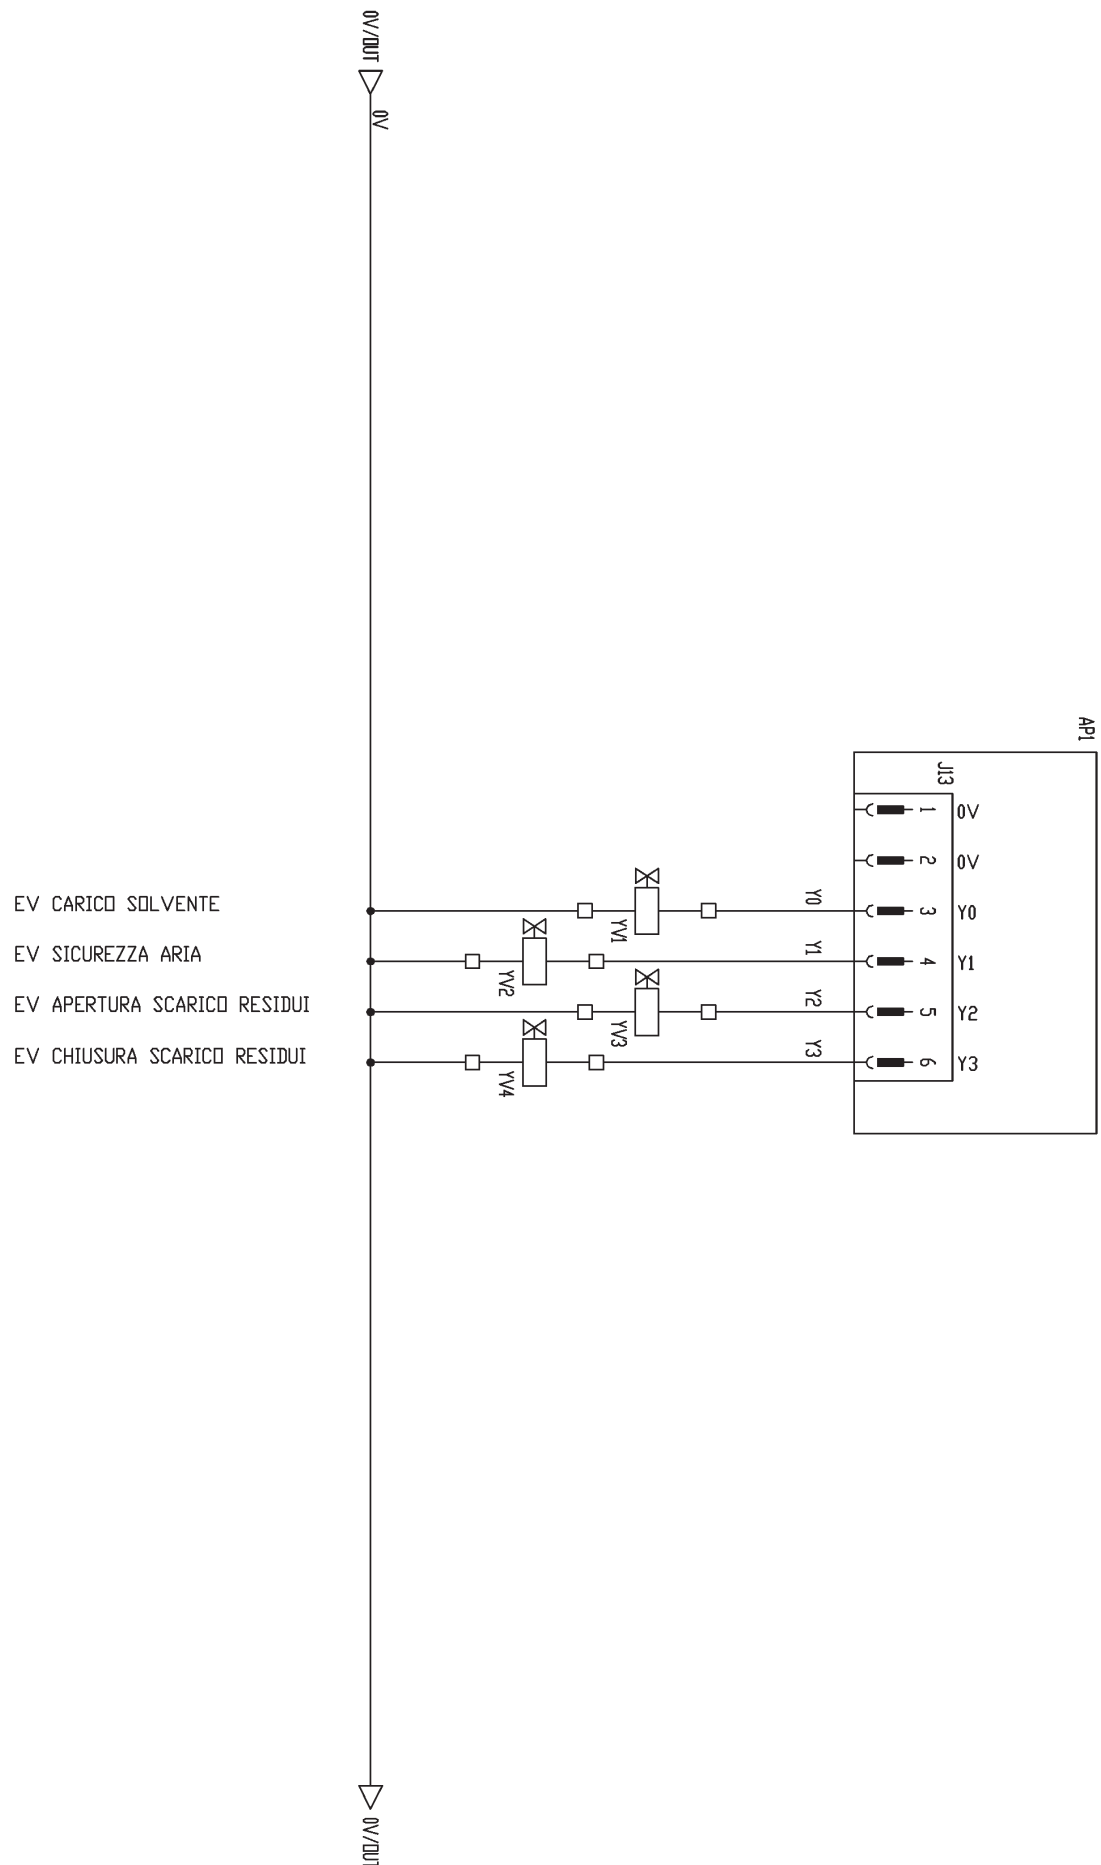 0V/OUT
0V
AP1
J13
1 0V
2 0V
EV CARICO SOLVENTE YV1 Y0 3 Y0
EV SICUREZZA ARIA YV2 Y1 4 Y1
EV APERTURA SCARICO RESIDUI YV3 Y2 5 Y2
EV CHIUSURA SCARICO RESIDUI YV4 Y3 6 Y3
0V/OUT